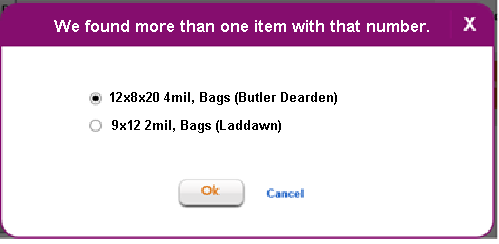 We found more than one item with that number. X
12x8x20 4mil, Bags (Butler Dearden)
9x12 2mil, Bags (Laddawn)
Ok Cancel